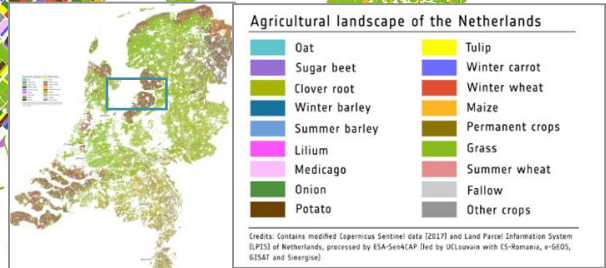 Agricultural landscape of the Netherlands
Oat
Sugar beet
Clover root
Winter barley
Summer barley
Lilium
Medicago
Onion
Potato
Tulip
Winter carrot
Winter wheat
Maize
Permanent crops
Grass
Summer wheat
Fallow
Other crops
Credits: Contains modified Copernicus Sentinel data (2017) and Land Parcel Information System
(LPIS) of Netherlands, processed by ESA-Sen4CAP (led by UCLouvain with CS-Romania, e-GEOS,
GISAT and Sinergise)